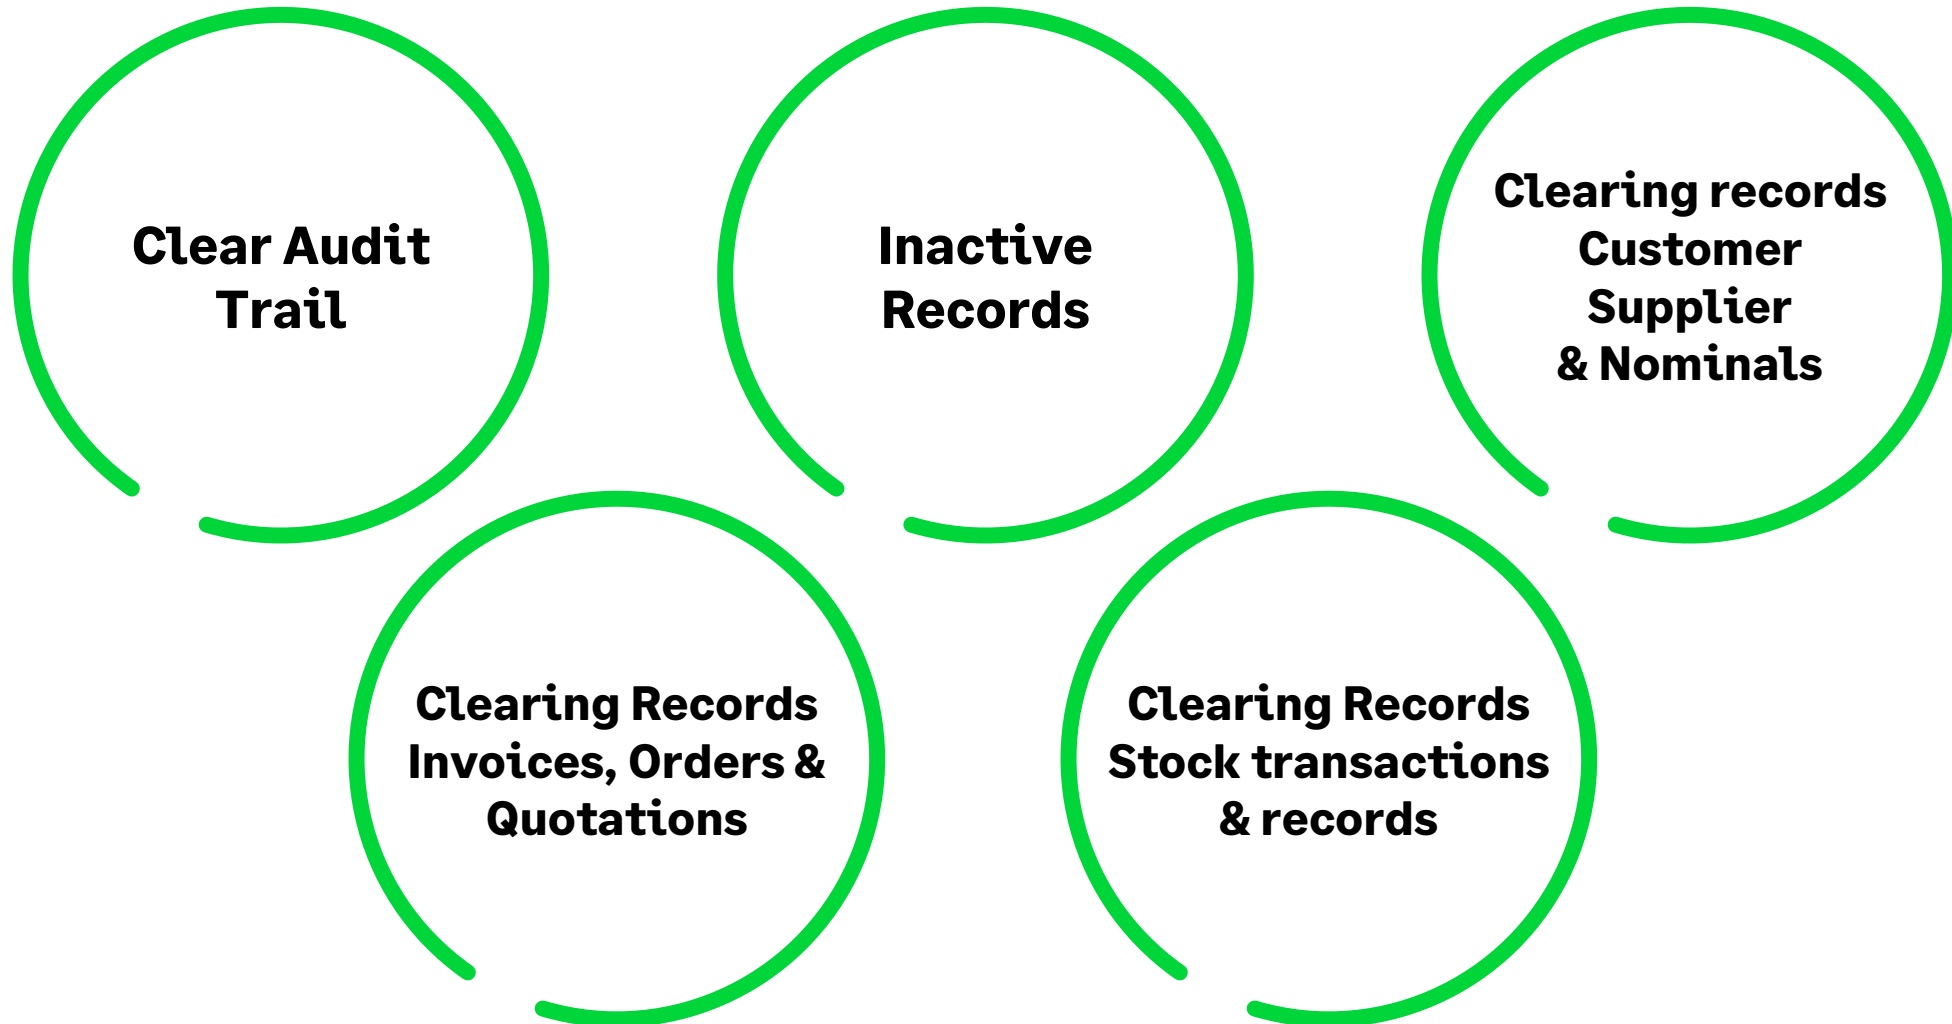 Clear Audit
Trail
Inactive
Records
Clearing records
Customer
Supplier
& Nominals
Clearing Records
Invoices, Orders &
Quotations
Clearing Records
Stock transactions
& records